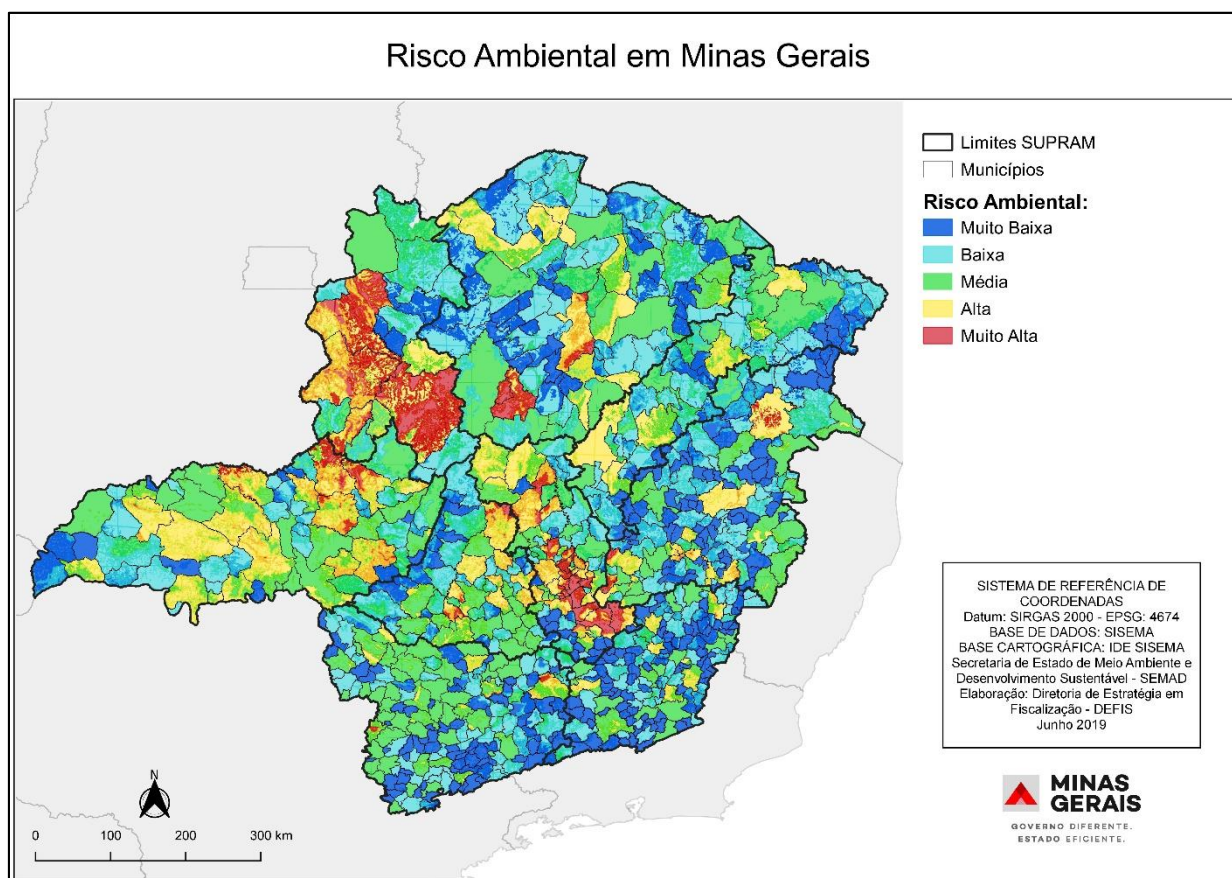 Risco Ambiental em Minas Gerais
Limites SUPRAM
Municípios
Risco Ambiental:
Muito Baixa
Baixa
Média
Alta
Muito Alta
SISTEMA DE REFERÊNCIA DE
COORDENADAS
Datum: SIRGAS 2000 - EPSG: 4674
BASE DE DADOS: SISEMA
BASE CARTOGRÁFICA: IDE SISEMA
Secretaria de Estado de Meio Ambiente e
Desenvolvimento Sustentável - SEMAD
Elaboração: Diretoria de Estratégia em
Fiscalização - DEFIS
Junho 2019
N
0 100 200 300 km
MINAS
GERAIS
GOVERNO DIFERENTE.
ESTADO EFICIENTE.